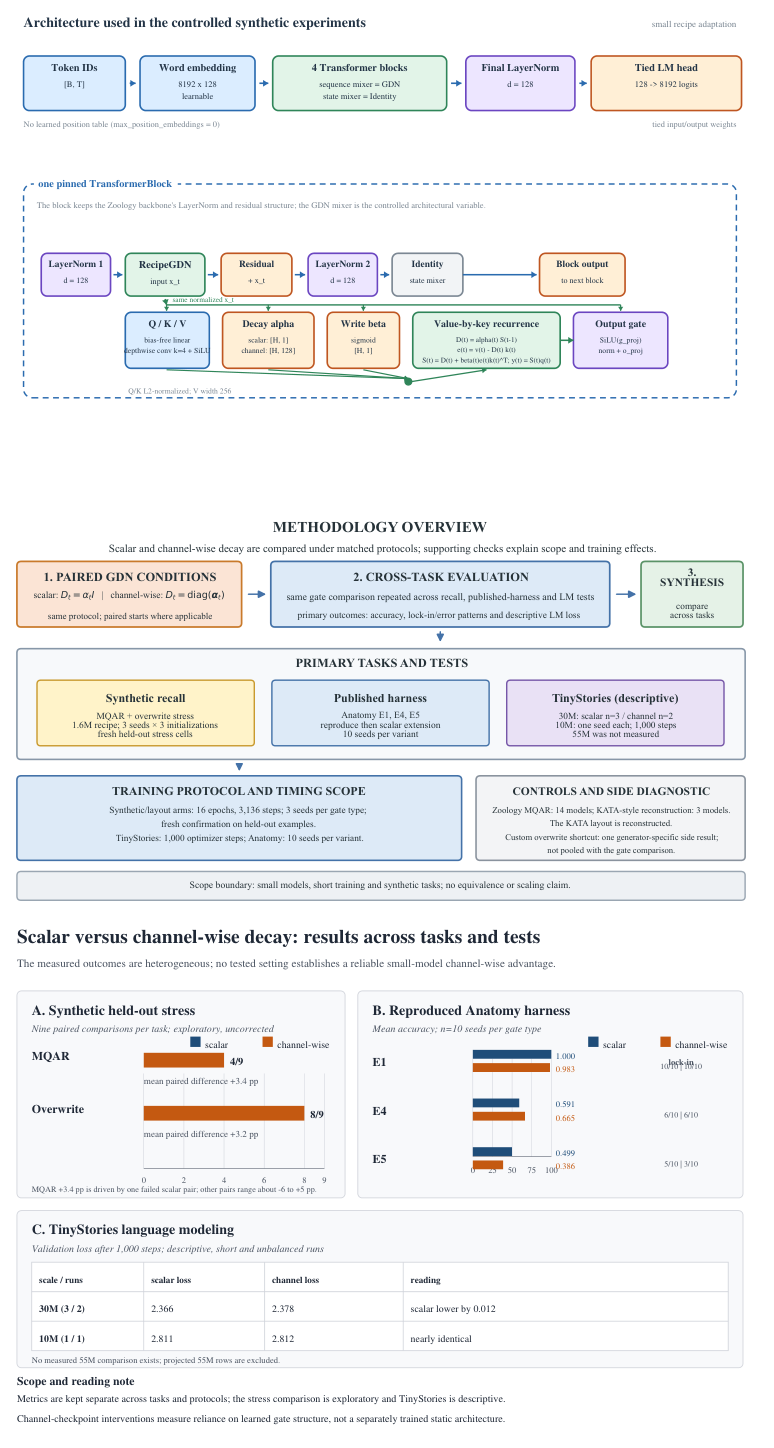 Architecture used in the controlled synthetic experiments
small recipe adaptation
Token IDs
[B, T]
Word embedding
8192 x 128
learnable
4 Transformer blocks
sequence mixer = GDN
state mixer = Identity
Final LayerNorm
d = 128
Tied LM head
128 -> 8192 logits
No learned position table (max_position_embeddings = 0)
tied input/output weights
one pinned TransformerBlock
The block keeps the Zoology backbone's LayerNorm and residual structure; the GDN mixer is the controlled architectural variable.
LayerNorm 1
d = 128
RecipeGDN
input x_t
Residual
+ x_t
LayerNorm 2
d = 128
Identity
state mixer
Block output
to next block
same normalized x_t
Q / K / V
bias-free linear
depthwise conv k=4 + SiLU
Decay alpha
scalar: [H, 1]
channel: [H, 128]
Write beta
sigmoid
[H, 1]
Value-by-key recurrence
D(t) = alpha(t) S(t-1)
e(t) = v(t) - D(t) k(t)
S(t) = D(t) + beta(t)e(t)k(t)^T; y(t) = S(t)q(t)
Output gate
SiLU(g_proj)
norm + o_proj
Q/K L2-normalized; V width 256
METHODOLOGY OVERVIEW
Scalar and channel-wise decay are compared under matched protocols; supporting checks explain scope and training effects.
1. PAIRED GDN CONDITIONS
scalar: Dₜ = αₜI | channel-wise: Dₜ = diag(αₜ)
same protocol; paired starts where applicable
2. CROSS-TASK EVALUATION
same gate comparison repeated across recall, published-harness and LM tests
primary outcomes: accuracy, lock-in/error patterns and descriptive LM loss
3.
SYNTHESIS
compare
across tasks
PRIMARY TASKS AND TESTS
Synthetic recall
MQAR + overwrite stress
1.6M recipe; 3 seeds × 3 initializations
fresh held-out stress cells
Published harness
Anatomy E1, E4, E5
reproduce then scalar extension
10 seeds per variant
TinyStories (descriptive)
30M: scalar n=3 / channel n=2
10M: one seed each; 1,000 steps
55M was not measured
TRAINING PROTOCOL AND TIMING SCOPE
Synthetic/layout arms: 16 epochs, 3,136 steps; 3 seeds per gate type;
fresh confirmation on held-out examples.
TinyStories: 1,000 optimizer steps; Anatomy: 10 seeds per variant.
CONTROLS AND SIDE DIAGNOSTIC
Zoology MQAR: 14 models; KATA-style reconstruction: 3 models.
The KATA layout is reconstructed.
Custom overwrite shortcut: one generator-specific side result;
not pooled with the gate comparison.
Scope boundary: small models, short training and synthetic tasks; no equivalence or scaling claim.
Scalar versus channel-wise decay: results across tasks and tests
The measured outcomes are heterogeneous; no tested setting establishes a reliable small-model channel-wise advantage.
A. Synthetic held-out stress
Nine paired comparisons per task; exploratory, uncorrected
scalar
channel-wise
MQAR
4/9
mean paired difference +3.4 pp
Overwrite
8/9
mean paired difference +3.2 pp
0 2 4 6 8 9
MQAR +3.4 pp is driven by one failed scalar pair; other pairs range about -6 to +5 pp.
B. Reproduced Anatomy harness
Mean accuracy; n=10 seeds per gate type
scalar
channel-wise
lock-in
E1
1.000
0.983
10/10 | 10/10
E4
0.591
0.665
6/10 | 6/10
E5
0.499
0.386
5/10 | 3/10
0 25 50 75 100
C. TinyStories language modeling
Validation loss after 1,000 steps; descriptive, short and unbalanced runs
scale / runs scalar loss channel loss reading
30M (3 / 2) 2.366 2.378 scalar lower by 0.012
10M (1 / 1) 2.811 2.812 nearly identical
No measured 55M comparison exists; projected 55M rows are excluded.
Scope and reading note
Metrics are kept separate across tasks and protocols; the stress comparison is exploratory and TinyStories is descriptive.
Channel-checkpoint interventions measure reliance on learned gate structure, not a separately trained static architecture.